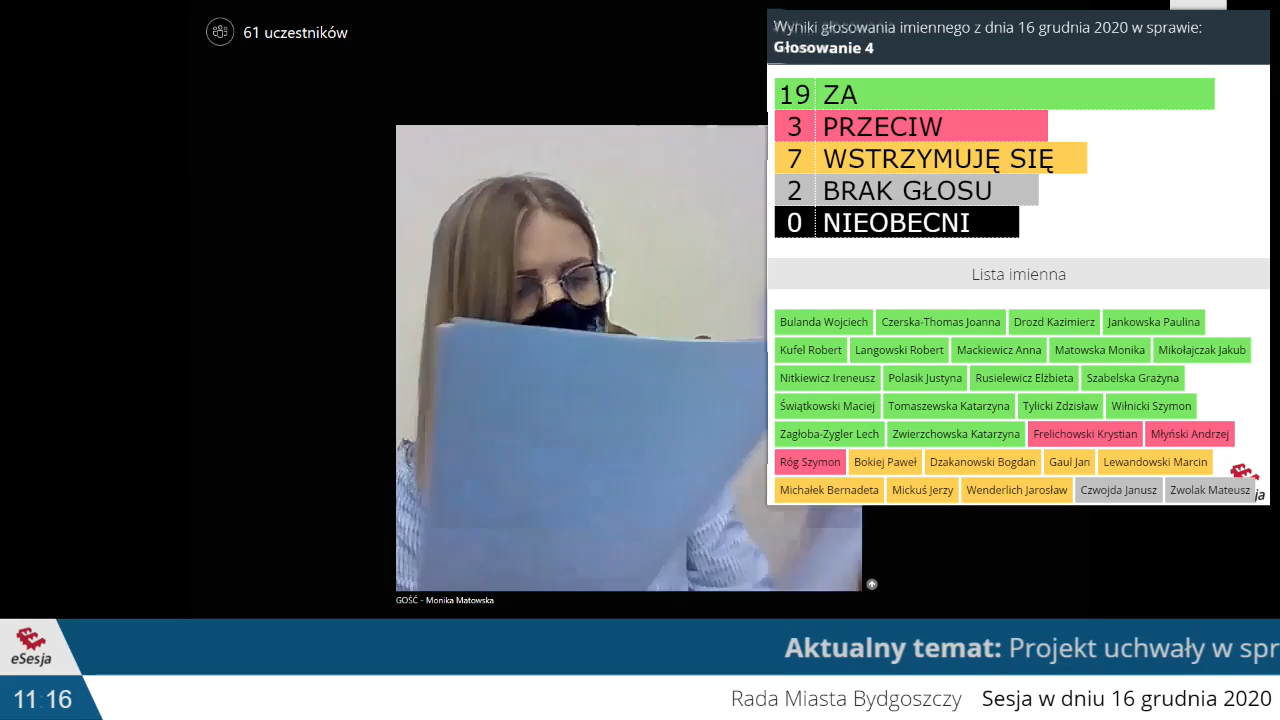 61 uczestników
Wyniki głosowania imiennego z dnia 16 grudnia 2020 w sprawie:
Głosowanie 4
19 ZA
3 PRZECIW
7 WSTRZYMUJĘ SIĘ
2 BRAK GŁOSU
0 NIEOBECNI
Lista imienna
Bulanda Wojciech Czerska-Thomas Joanna Drozd Kazimierz Jankowska Paulina
Kufel Robert Langowski Robert Mackiewicz Anna Matowska Monika Mikołajczak Jakub
Nitkiewicz Ireneusz Polasik Justyna Rusielewicz Elżbieta Szabelska Grażyna
Świątkowski Maciej Tomaszewska Katarzyna Tylicki Zdzisław Wiłnicki Szymon
Zagłoba-Zygler Lech Zwierzchowska Katarzyna Frelichowski Krystian Młyński Andrzej
Róg Szymon Bokiej Paweł Dzakanowski Bogdan Gaul Jan Lewandowski Marcin
Michałek Bernadeta Mickuś Jerzy Wenderlich Jarosław Czwojda Janusz Zwolak Mateusz
GOŚĆ - Monika Matowska
eSesja
Aktualny temat: Projekt uchwały w spr
11:16
Rada Miasta Bydgoszczy Sesja w dniu 16 grudnia 2020